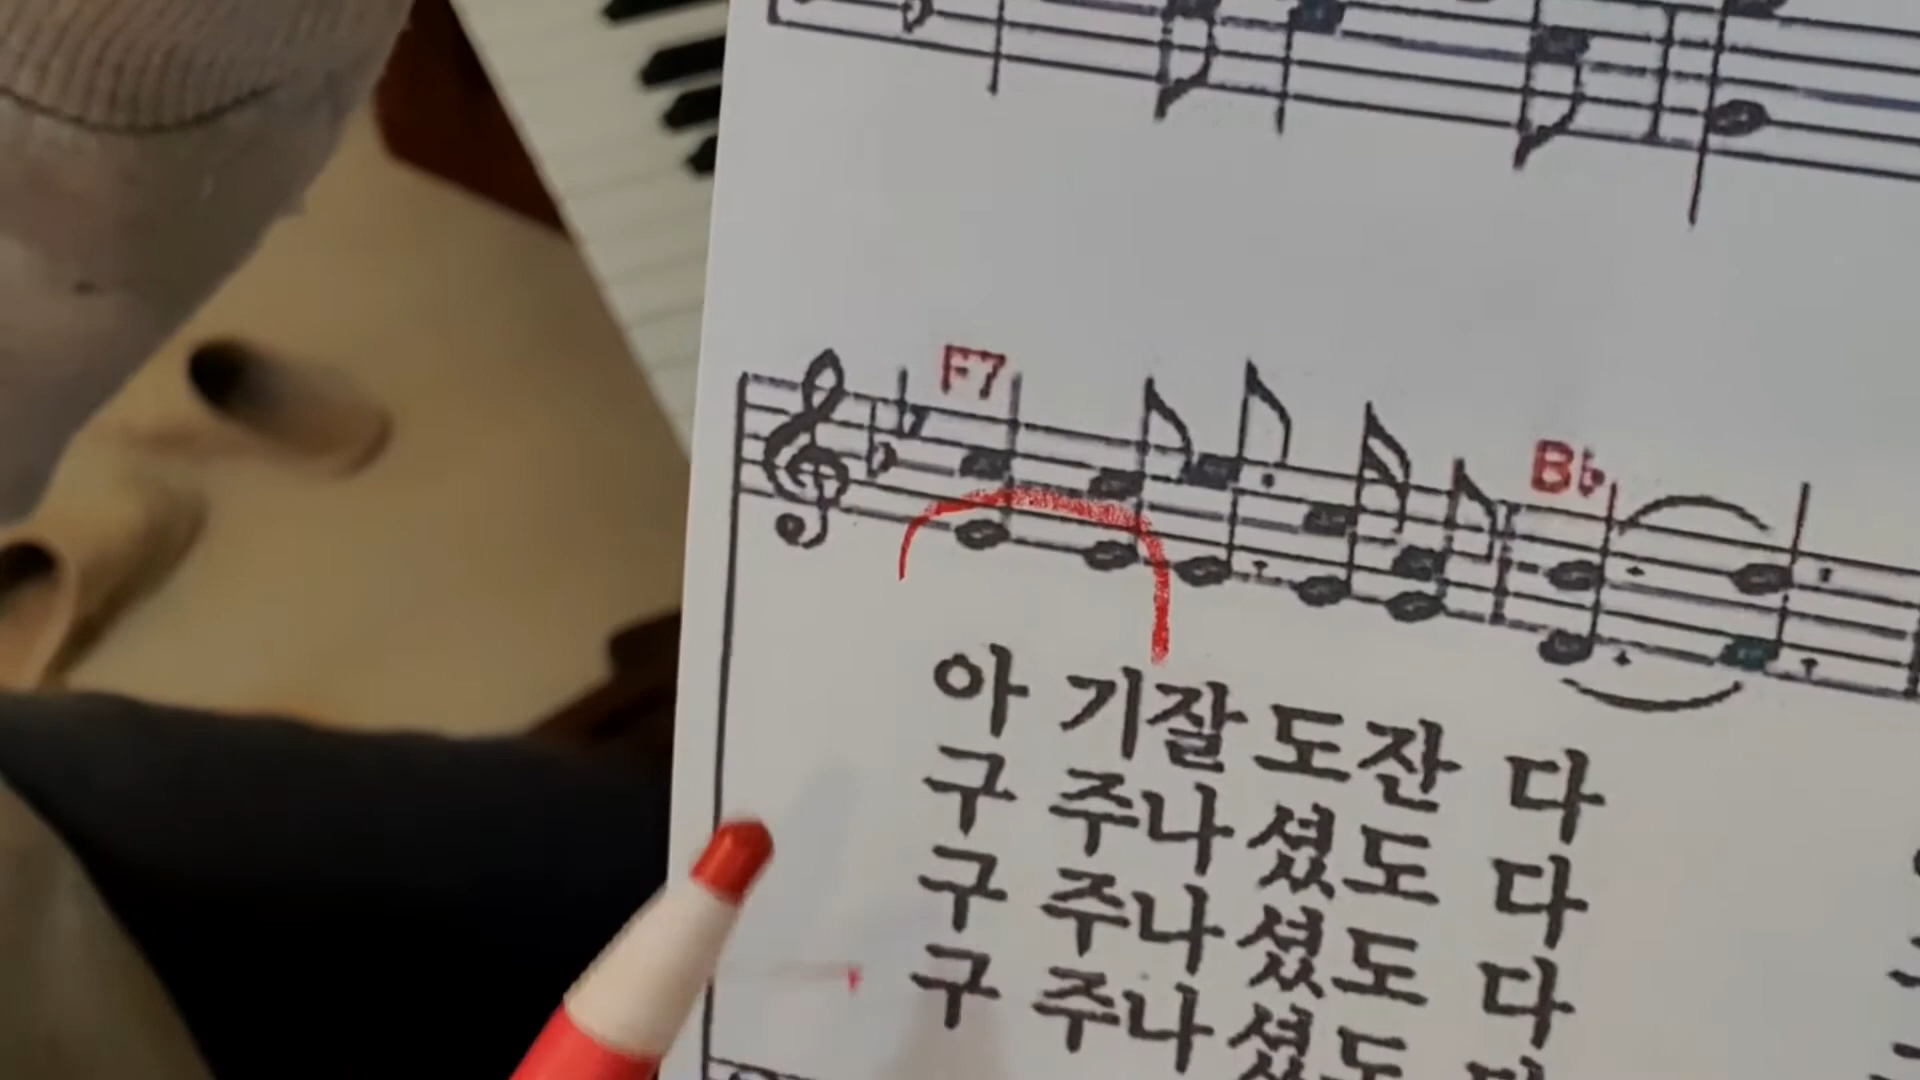 F7 B♭
아 기잘 도잔 다
구 주나 셨도 다
구 주나 셨도 다
구 주나 셨도